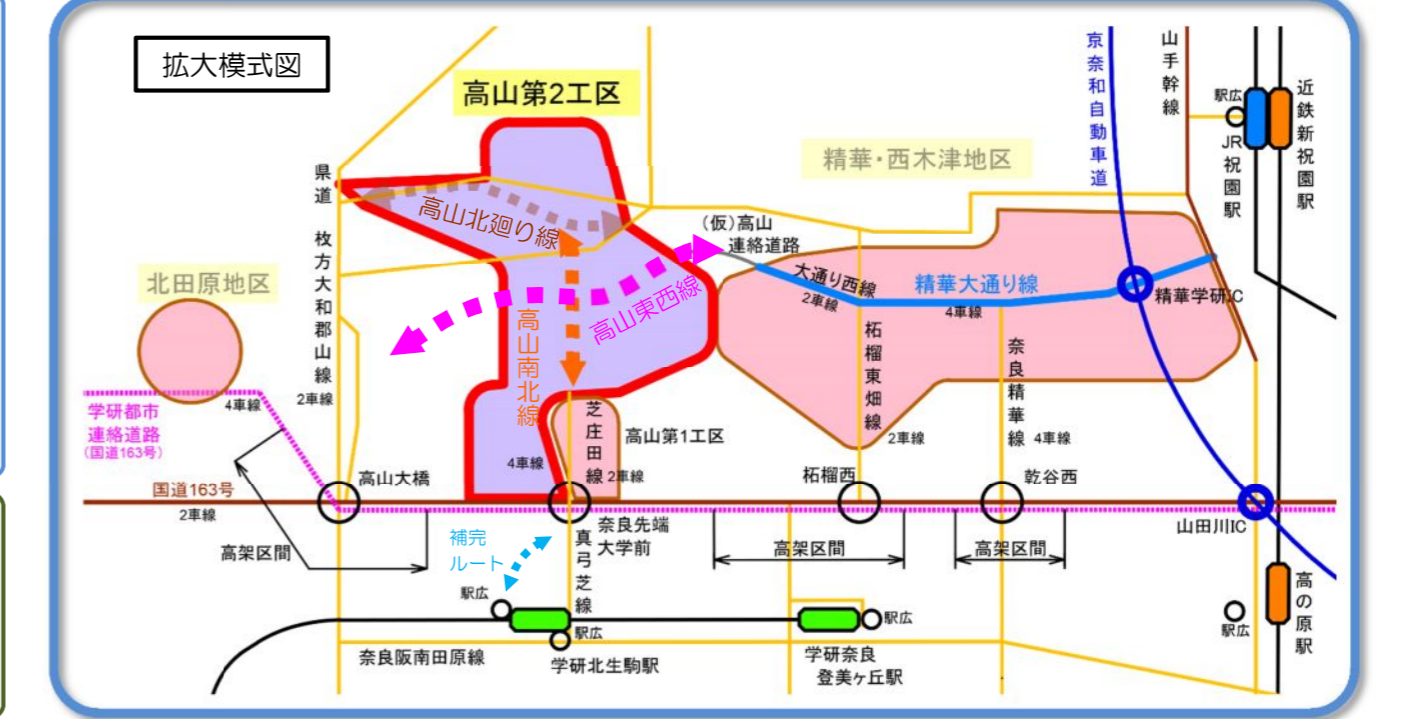 拡大模式図
高山第2工区
精華・西木津地区
北田原地区
京奈和自動車道
山手幹線
駅広
JR祝園駅
近鉄新祝園駅
県道 枚方大和郡山線
2車線
高山北廻り線
(仮)高山
連絡道路
大通り西線
2車線
精華大通り線
4車線
精華学研IC
高山東西線
高山南北線
4車線
芝庄田線
2車線
高山第1工区
柘榴東畑線
2車線
奈良精華線
4車線
学研都市
連絡道路
(国道163号)
4車線
国道163号
2車線
高架区間
高山大橋
奈良先端
大学前
柘榴西
乾谷西
高架区間
高架区間
山田川IC
補完
ルート
真弓芝線
駅広
駅広
学研北生駒駅
駅広
学研奈良
登美ヶ丘駅
奈良阪南田原線
駅広
高の原駅